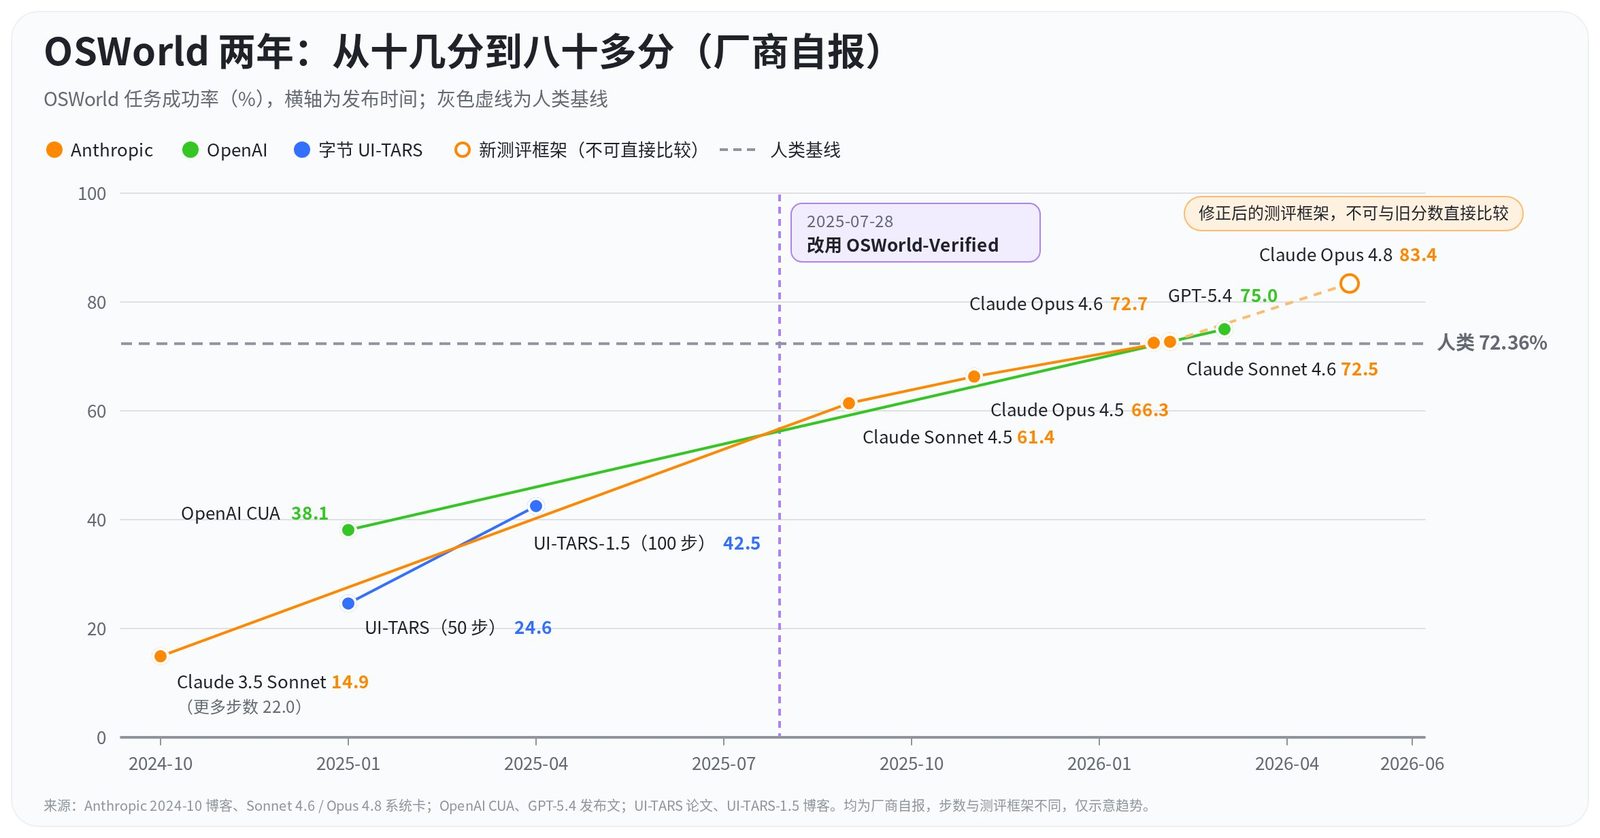 OSWorld 两年：从十几分到八十多分（厂商自报）
OSWorld 任务成功率（%），横轴为发布时间；灰色虚线为人类基线
Anthropic
OpenAI
字节 UI-TARS
新测评框架（不可直接比较）
人类基线
100
80
60
40
20
0
2025-07-28
改用 OSWorld-Verified
修正后的测评框架，不可与旧分数直接比较
Claude Opus 4.8 83.4
Claude Opus 4.6 72.7
GPT-5.4 75.0
人类 72.36%
Claude Sonnet 4.6 72.5
Claude Opus 4.5 66.3
Claude Sonnet 4.5 61.4
OpenAI CUA 38.1
UI-TARS-1.5（100 步） 42.5
UI-TARS（50 步） 24.6
Claude 3.5 Sonnet 14.9
（更多步数 22.0）
2024-10
2025-01
2025-04
2025-07
2025-10
2026-01
2026-04
2026-06
来源：Anthropic 2024-10 博客、Sonnet 4.6 / Opus 4.8 系统卡；OpenAI CUA、GPT-5.4 发布文；UI-TARS 论文、UI-TARS-1.5 博客。均为厂商自报，步数与测评框架不同，仅示意趋势。